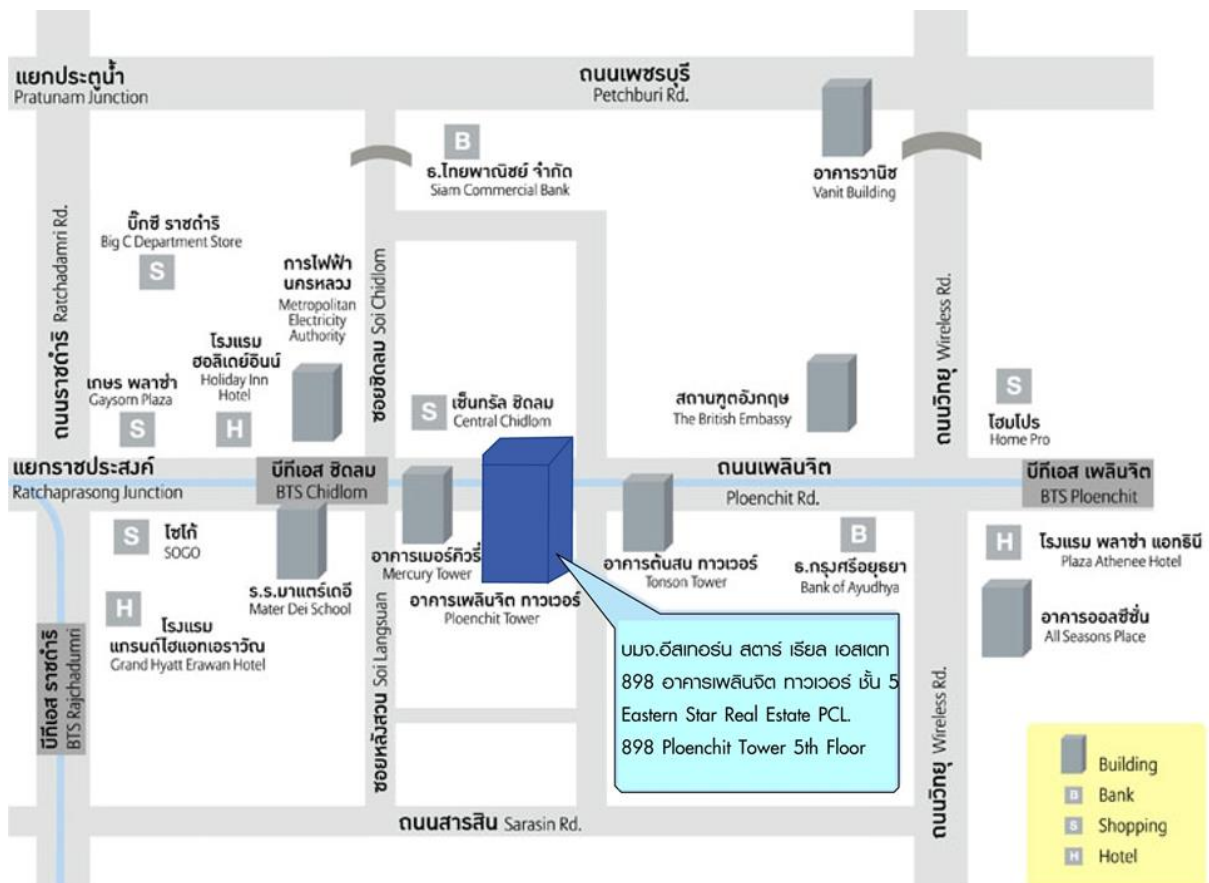 แยกประตูน้ำ
Pratunam Junction
ถนนเพชรบุรี
Petchburi Rd.
B
ธ.ไทยพาณิชย์ จำกัด
Siam Commercial Bank
อาคารวานิช
Vanit Building
บิ๊กซี ราชดำริ
Big C Department Store
S
การไฟฟ้า
นครหลวง
Metropolitan
Electricity
Authority
ถนนราชดำริ Ratchadamri Rd.
ซอยชิดลม Soi Chidlom
ถนนวิทยุ Wireless Rd.
โรงแรม
ฮอลิเดย์อินน์
Holiday Inn
Hotel
H
เกษร พลาซ่า
Gaysorn Plaza
S
S
เซ็นทรัล ชิดลม
Central Chidlom
สถานฑูตอังกฤษ
The British Embassy
S
โฮมโปร
Home Pro
แยกราชประสงค์
Ratchaprasong Junction
บีทีเอส ชิดลม
BTS Chidlom
ถนนเพลินจิต
Ploenchit Rd.
บีทีเอส เพลินจิต
BTS Ploenchit
S
โซโก้
SOGO
ร.ร.มาแตร์เดอี
Mater Dei School
อาคารเมอร์คิวรี่
Mercury Tower
อาคารเพลินจิต ทาวเวอร์
Ploenchit Tower
อาคารต้นสน ทาวเวอร์
Tonson Tower
B
ธ.กรุงศรีอยุธยา
Bank of Ayudhya
H
โรงแรม พลาซ่า แอทธินี
Plaza Athenee Hotel
อาคารออลซีซั่น
All Seasons Place
H
โรงแรม
แกรนด์ไฮแอทเอราวัณ
Grand Hyatt Erawan Hotel
บีทีเอส ราชดำริ
BTS Rajchadumri
ซอยหลังสวน Soi Langsuan
บมจ.อีสเทอร์น สตาร์ เรียล เอสเตท
898 อาคารเพลินจิต ทาวเวอร์ ชั้น 5
Eastern Star Real Estate PCL.
898 Ploenchit Tower 5th Floor
ถนนวิทยุ Wireless Rd.
ถนนสารสิน Sarasin Rd.
Building
B Bank
S Shopping
H Hotel